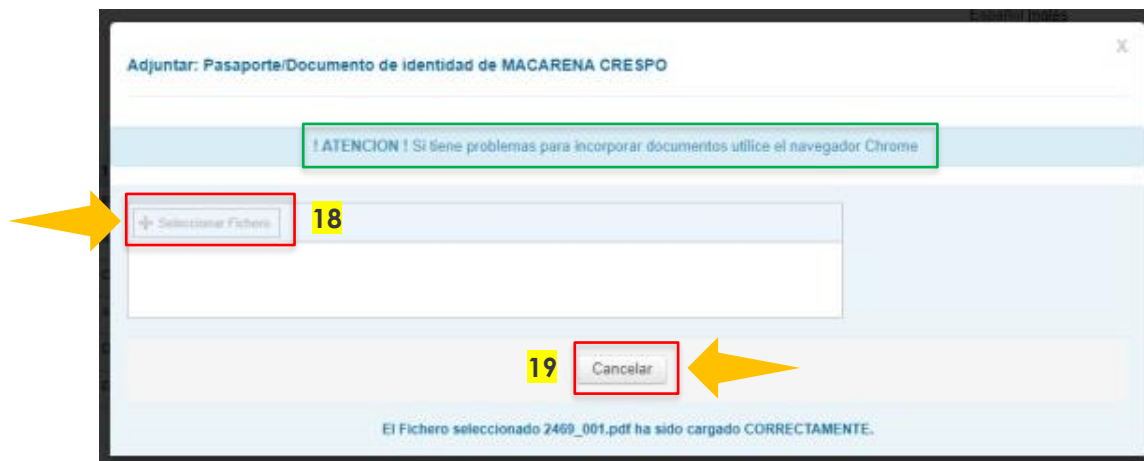 Español Inglés
X
Adjuntar: Pasaporte/Documento de identidad de MACARENA CRESPO
! ATENCION ! Si tiene problemas para incorporar documentos utilice el navegador Chrome
+ Seleccionar Fichero 18
19 Cancelar
El Fichero seleccionado 2469_001.pdf ha sido cargado CORRECTAMENTE.